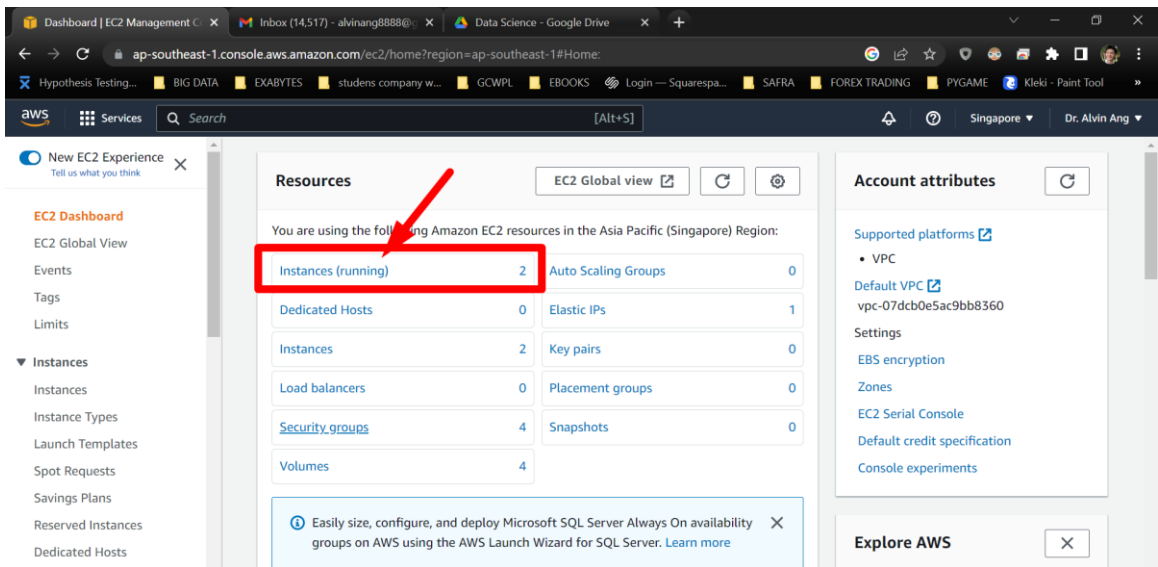 Dashboard | EC2 Management C
Inbox (14,517) - alvinang8888@g
Data Science - Google Drive
ap-southeast-1.console.aws.amazon.com/ec2/home?region=ap-southeast-1#Home:
Hypothesis Testing...
BIG DATA
EXABYTES
studens company w...
GCWPL
EBOOKS
Login — Squarespa...
SAFRA
FOREX TRADING
PYGAME
Kleki - Paint Tool
»
aws
Services
Search
[Alt+S]
Singapore
Dr. Alvin Ang
New EC2 Experience
Tell us what you think
EC2 Dashboard
EC2 Global View
Events
Tags
Limits
Instances
Instances
Instance Types
Launch Templates
Spot Requests
Savings Plans
Reserved Instances
Dedicated Hosts
Resources
EC2 Global view
You are using the following Amazon EC2 resources in the Asia Pacific (Singapore) Region:
Instances (running) 2
Auto Scaling Groups 0
Dedicated Hosts 0
Elastic IPs 1
Instances 2
Key pairs 0
Load balancers 0
Placement groups 0
Security groups 4
Snapshots 0
Volumes 4
Easily size, configure, and deploy Microsoft SQL Server Always On availability
groups on AWS using the AWS Launch Wizard for SQL Server. Learn more
Account attributes
Supported platforms
• VPC
Default VPC
vpc-07dcb0e5ac9bb8360
Settings
EBS encryption
Zones
EC2 Serial Console
Default credit specification
Console experiments
Explore AWS